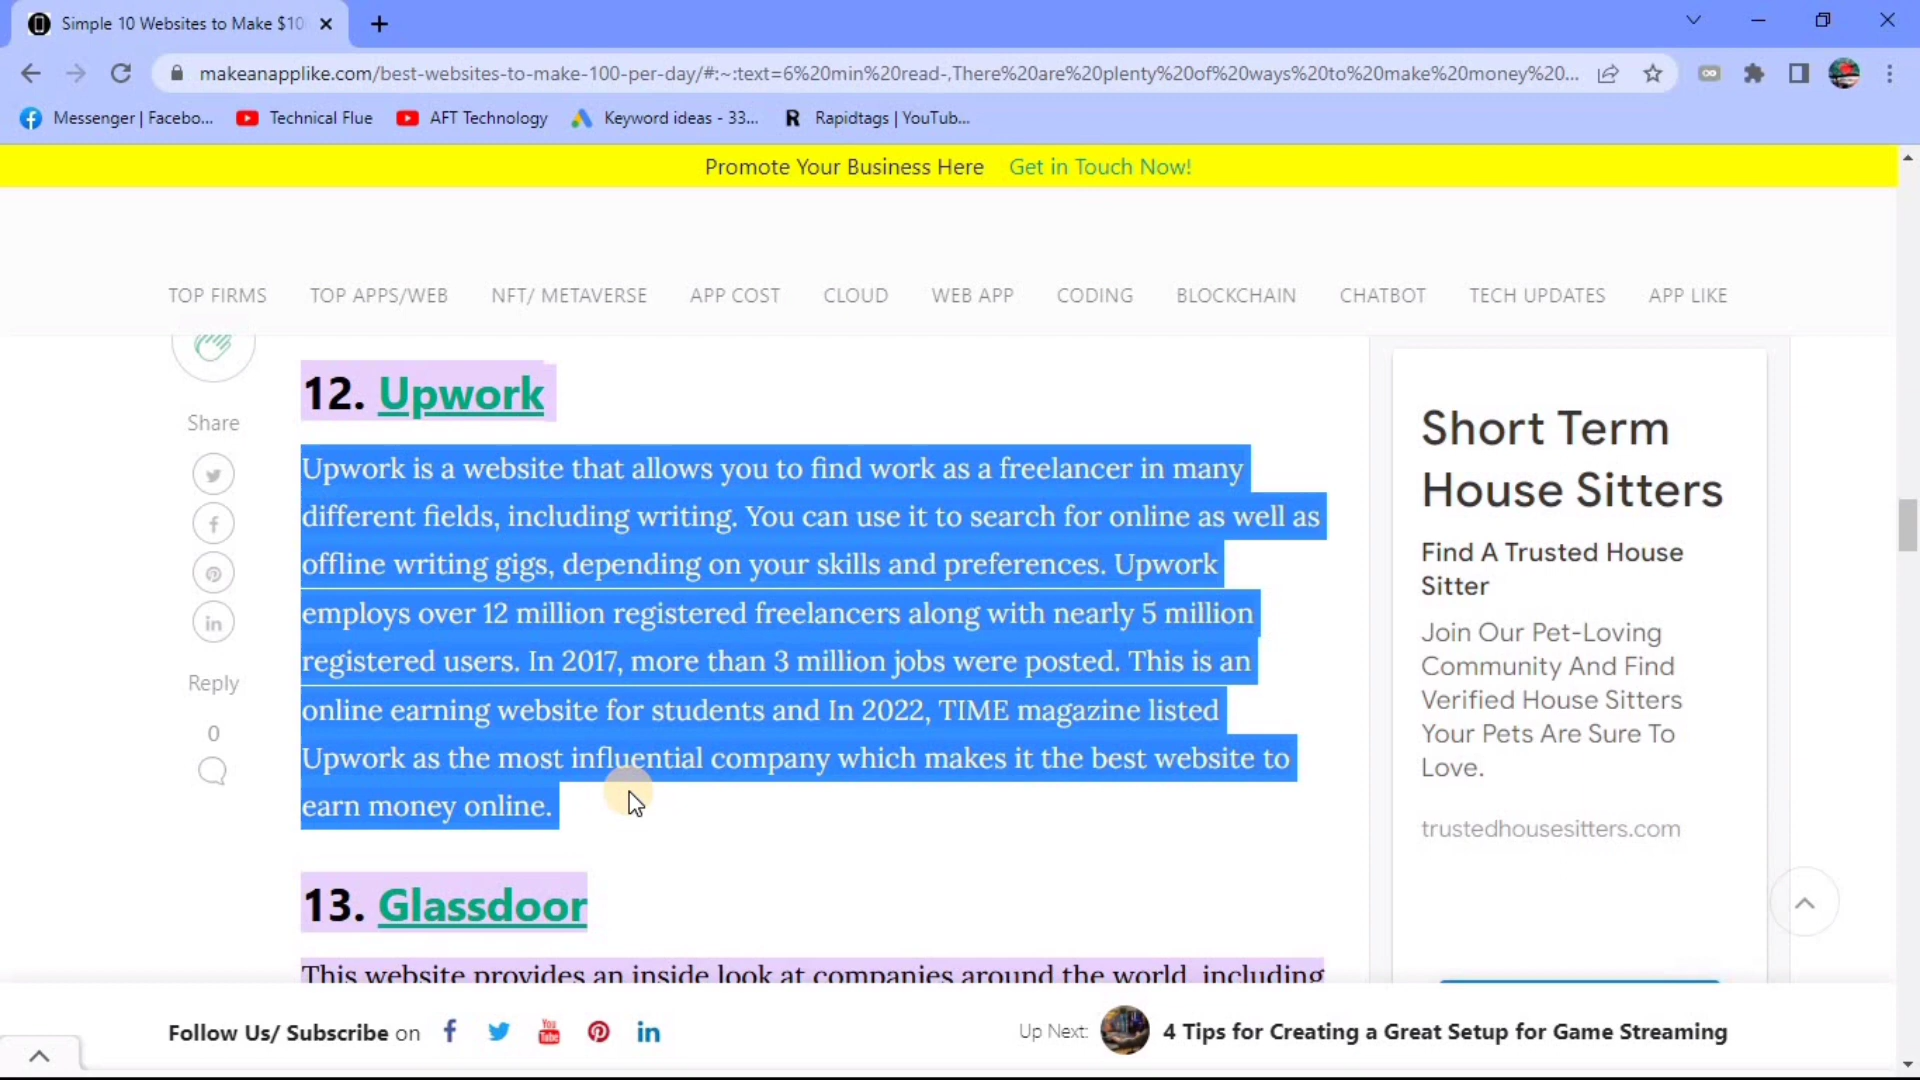 Simple 10 Websites to Make $10
makeanapplike.com/best-websites-to-make-100-per-day/#:~:text=6%20min%20read-,There%20are%20plenty%20of%20ways%20to%20make%20money%20...
Messenger | Facebo...
Technical Flue
AFT Technology
Keyword ideas - 33...
R Rapidtags | YouTub...
Promote Your Business Here Get in Touch Now!
TOP FIRMS TOP APPS/WEB NFT/ METAVERSE APP COST CLOUD WEB APP CODING BLOCKCHAIN CHATBOT TECH UPDATES APP LIKE
Share
Reply
0
12. Upwork
Upwork is a website that allows you to find work as a freelancer in many
different fields, including writing. You can use it to search for online as well as
offline writing gigs, depending on your skills and preferences. Upwork
employs over 12 million registered freelancers along with nearly 5 million
registered users. In 2017, more than 3 million jobs were posted. This is an
online earning website for students and In 2022, TIME magazine listed
Upwork as the most influential company which makes it the best website to
earn money online.
13. Glassdoor
This website provides an inside look at companies around the world, including
Short Term
House Sitters
Find A Trusted House
Sitter
Join Our Pet-Loving
Community And Find
Verified House Sitters
Your Pets Are Sure To
Love.
trustedhousesitters.com
Follow Us/ Subscribe on
Up Next: 4 Tips for Creating a Great Setup for Game Streaming